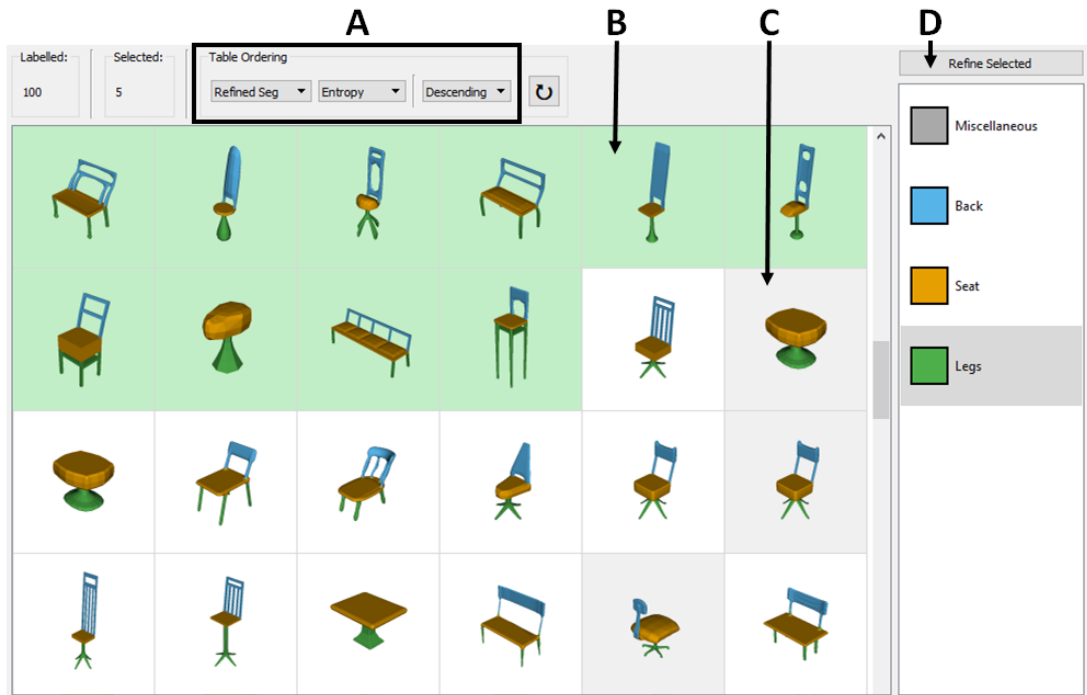 A B C D
Labelled: Selected: Table Ordering
Refine Selected
100 5 Refined Seg Entropy Descending
Miscellaneous
Back
Seat
Legs